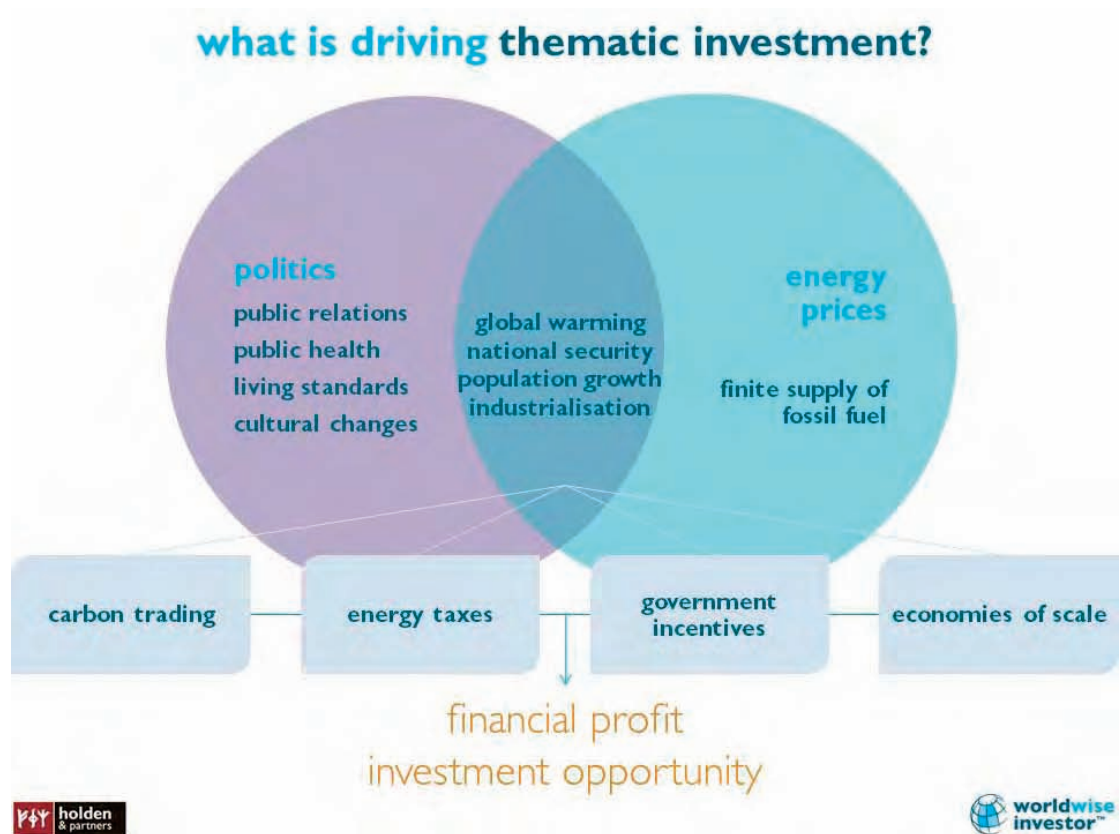 what is driving thematic investment?
politics
public relations
public health
living standards
cultural changes
global warming
national security
population growth
industrialisation
energy
prices
finite supply of
fossil fuel
carbon trading
energy taxes
government
incentives
economies of scale
financial profit
investment opportunity
holden
& partners
worldwise
investor™